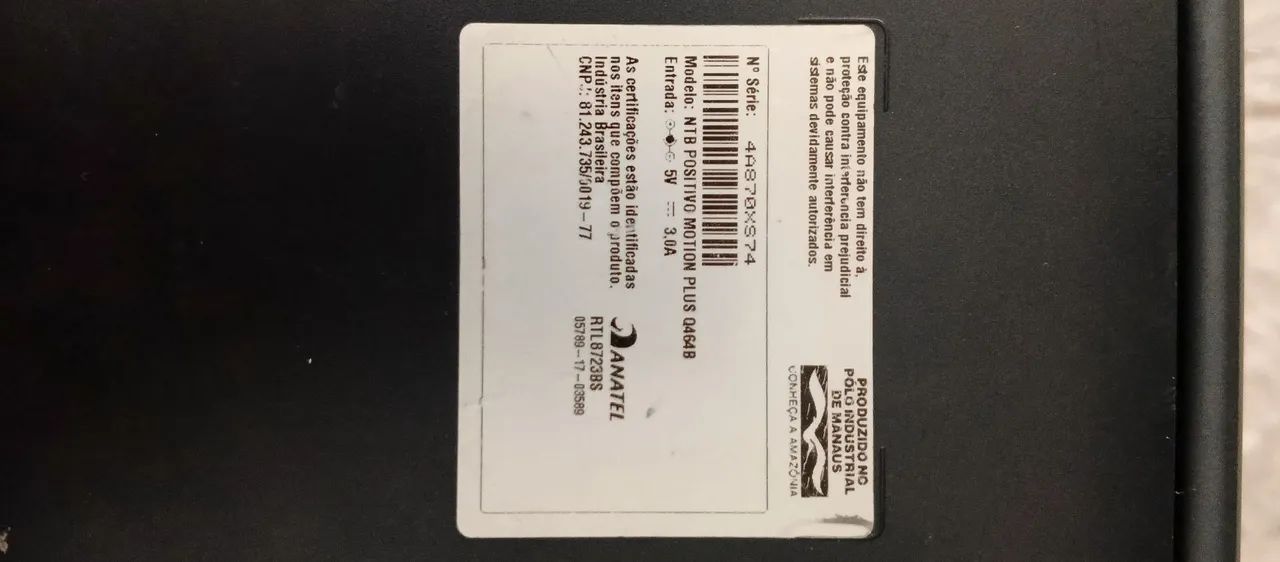 Este equipamento não tem direito à
proteção contra interferência prejudicial
e não pode causar interferência em
sistemas devidamente autorizados.
PRODUZIDO NO
PÓLO INDUSTRIAL
DE MANAUS
CONHEÇA A AMAZÔNIA
Nº Série: 4A870XS74
Modelo: NTB POSITIVO MOTION PLUS Q464B
Entrada: 5V ⎓ 3,0A
As certificações estão identificadas
nos itens que compõem o produto.
Indústria Brasileira
CNPJ: 81.243.735/0019-77
ANATEL
RTL8723BS
05789-17-03589